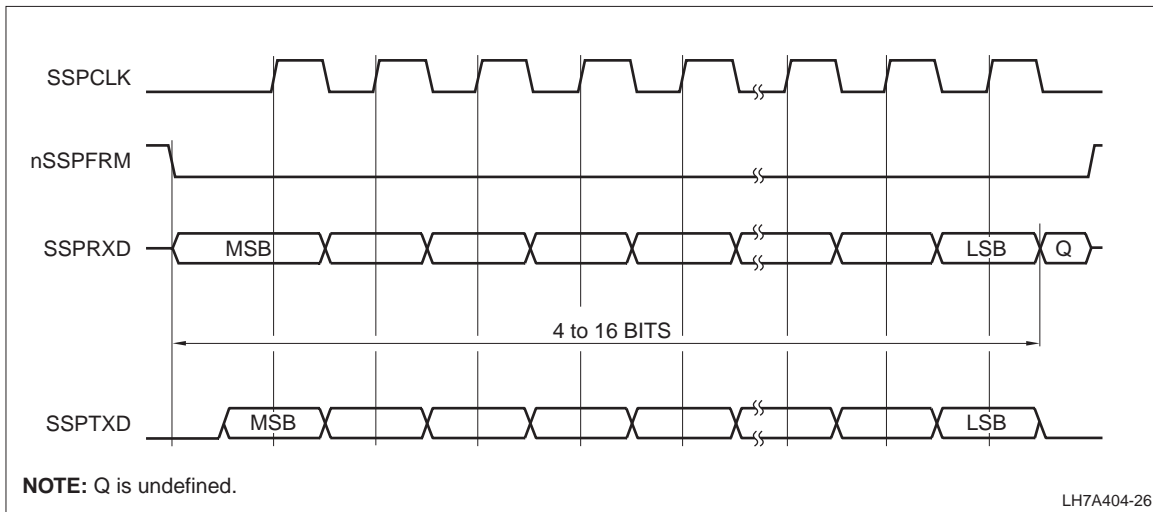 SSPCLK
nSSPFRM
SSPRXD MSB LSB Q
4 to 16 BITS
SSPTXD MSB LSB
NOTE: Q is undefined.
LH7A404-26